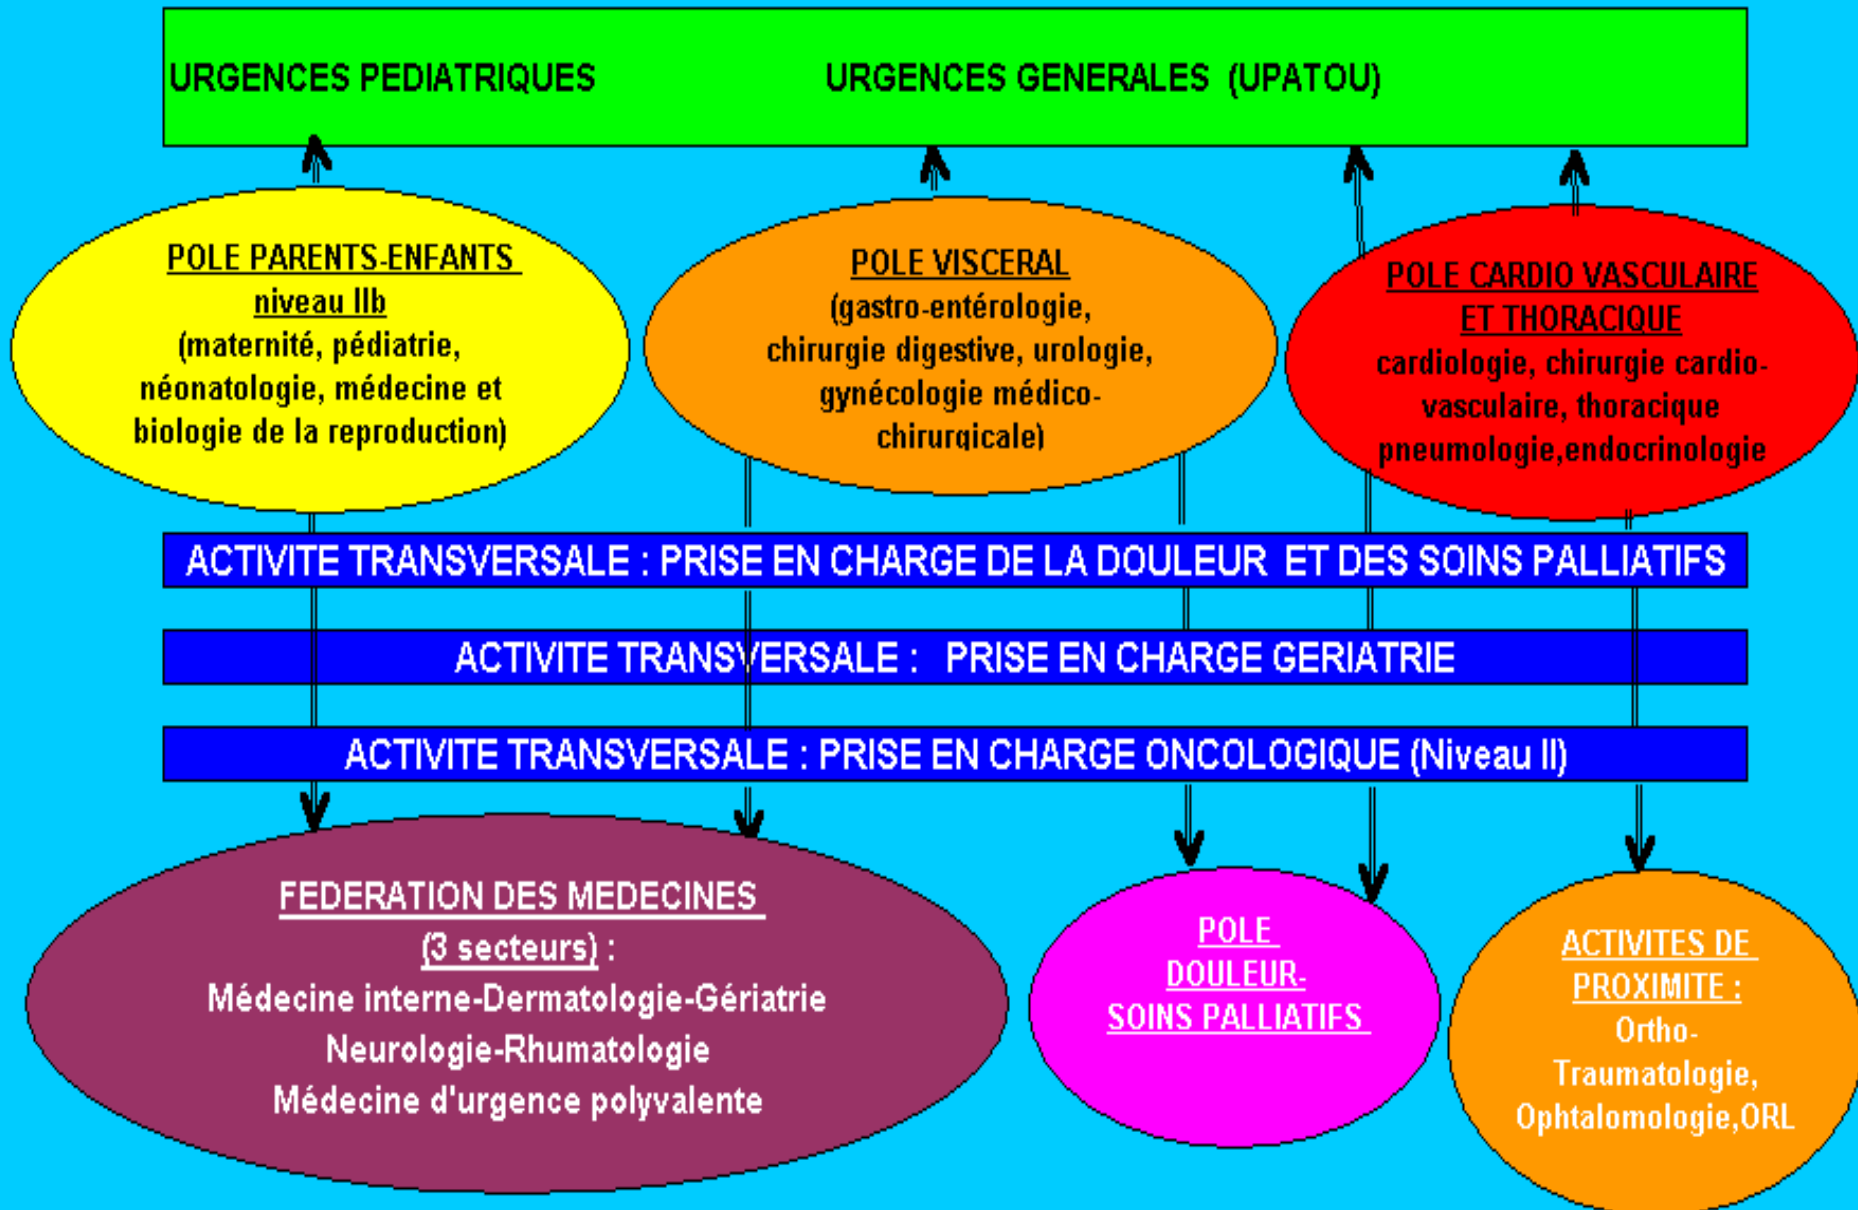 URGENCES PEDIATRIQUES URGENCES GENERALES (UPATOU)
POLE PARENTS-ENFANTS
niveau IIb
(maternité, pédiatrie,
néonatologie, médecine et
biologie de la reproduction)
POLE VISCERAL
(gastro-entérologie,
chirurgie digestive, urologie,
gynécologie médico-
chirurgicale)
POLE CARDIO VASCULAIRE
ET THORACIQUE
cardiologie, chirurgie cardio-
vasculaire, thoracique
pneumologie,endocrinologie
ACTIVITE TRANSVERSALE : PRISE EN CHARGE DE LA DOULEUR ET DES SOINS PALLIATIFS
ACTIVITE TRANSVERSALE : PRISE EN CHARGE GERIATRIE
ACTIVITE TRANSVERSALE : PRISE EN CHARGE ONCOLOGIQUE (Niveau II)
FEDERATION DES MEDECINES
(3 secteurs) :
Médecine interne-Dermatologie-Gériatrie
Neurologie-Rhumatologie
Médecine d'urgence polyvalente
POLE
DOULEUR-
SOINS PALLIATIFS
ACTIVITES DE
PROXIMITE :
Ortho-
Traumatologie,
Ophtalomologie,ORL